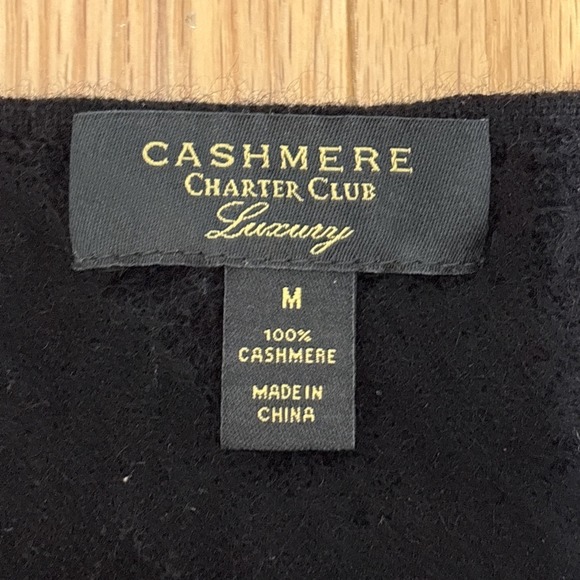 CASHMERE
CHARTER CLUB
Luxury
M
100%
CASHMERE
MADE IN
CHINA